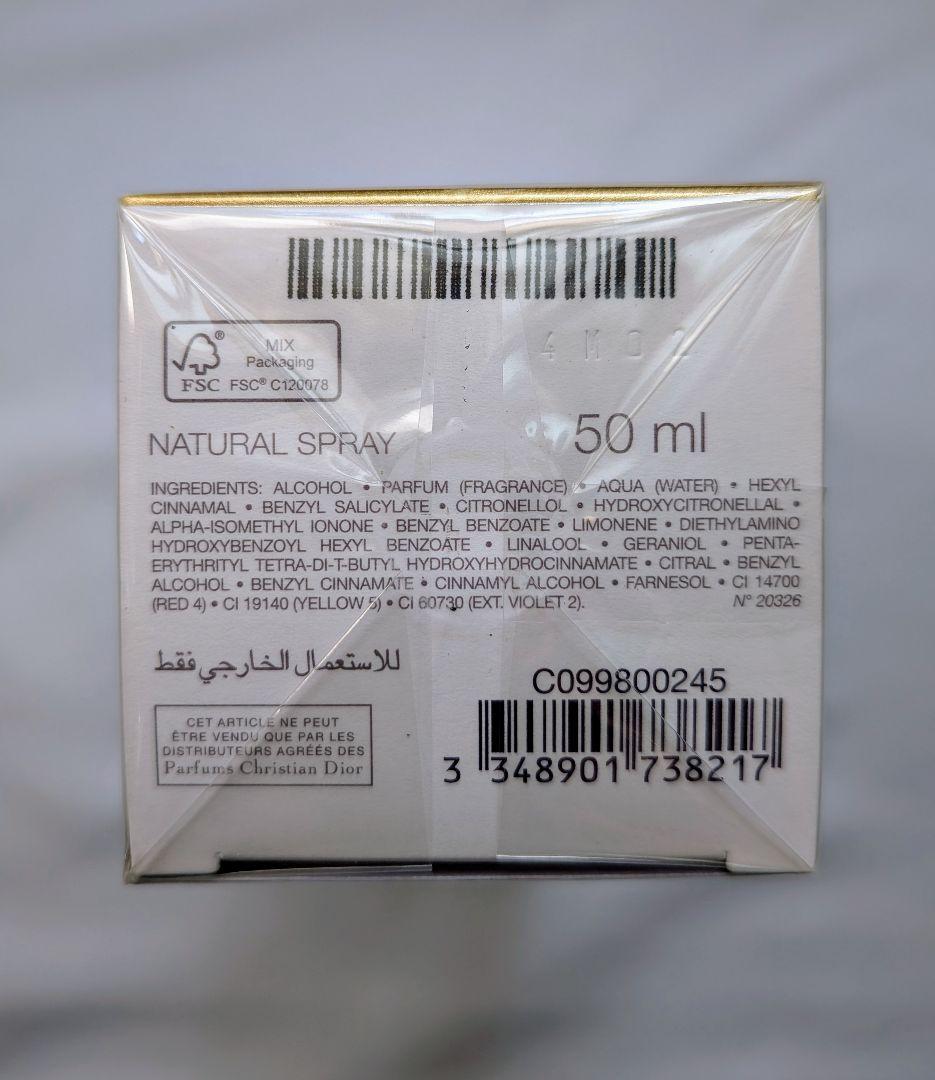 4 M 0 2
MIX
Packaging
FSC® C120078
FSC
NATURAL SPRAY
50 ml
INGREDIENTS: ALCOHOL • PARFUM (FRAGRANCE) • AQUA (WATER) • HEXYL
CINNAMAL • BENZYL SALICYLATE • CITRONELLOL • HYDROXYCITRONELLAL •
ALPHA-ISOMETHYL IONONE • BENZYL BENZOATE • LIMONENE • DIETHYLAMINO
HYDROXYBENZOYL HEXYL BENZOATE • LINALOOL • GERANIOL • PENTA-
ERYTHRITYL TETRA-DI-T-BUTYL HYDROXYHYDROCINNAMATE • CITRAL • BENZYL
ALCOHOL • BENZYL CINNAMATE • CINNAMYL ALCOHOL • FARNESOL • CI 14700
(RED 4) • CI 19140 (YELLOW 5) • CI 60730 (EXT. VIOLET 2). N° 20326
للاستعمال الخارجي فقط
CET ARTICLE NE PEUT
ÊTRE VENDU QUE PAR LES
DISTRIBUTEURS AGRÉÉS DES
Parfums Christian Dior
C099800245
3 348901 738217